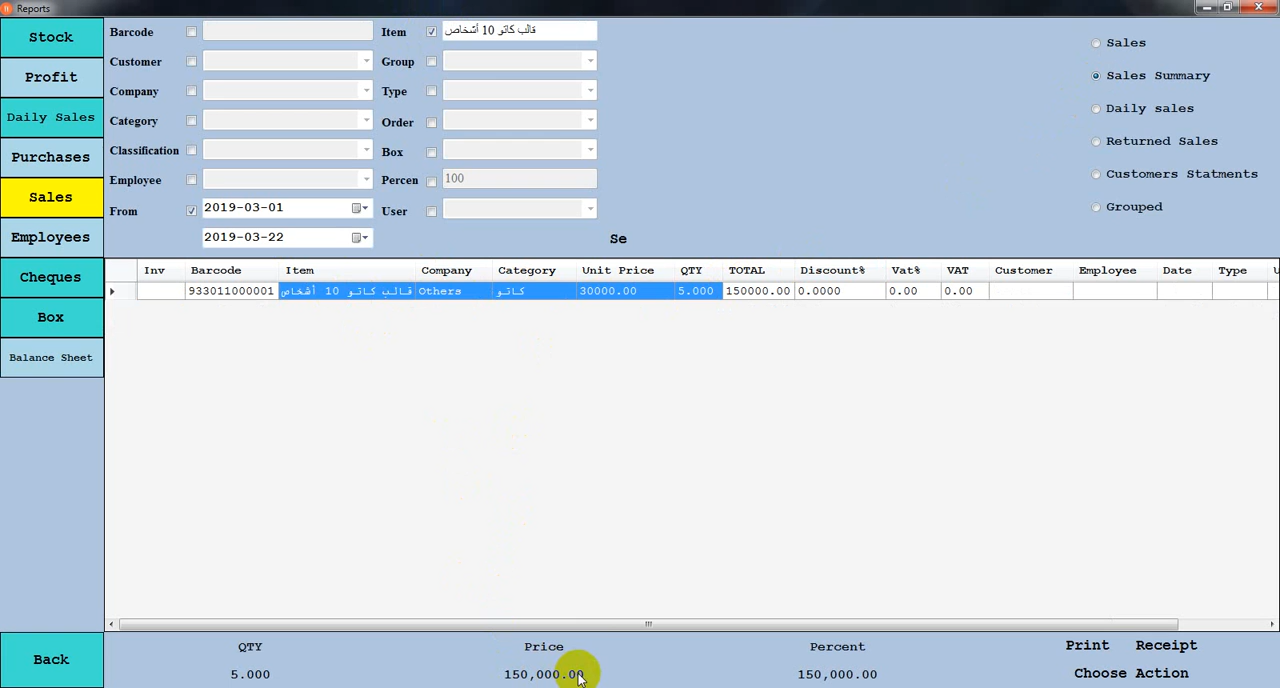 Reports
Stock
Profit
Daily Sales
Purchases
Sales
Employees
Cheques
Box
Balance Sheet
Back
Barcode
Customer
Company
Category
Classification
Employee
From 2019-03-01
2019-03-22
Item قالب كاتو 10 أشخاص
Group
Type
Order
Box
Percen 100
User
Se
Sales
Sales Summary
Daily sales
Returned Sales
Customers Statments
Grouped
Inv Barcode Item Company Category Unit Price QTY TOTAL Discount% Vat% VAT Customer Employee Date Type U
933011000001 قالب كاتو 10 أشخاص Others كاتو 30000.00 5.000 150000.00 0.0000 0.00 0.00
QTY Price Percent Print Receipt
5.000 150,000.00 150,000.00 Choose Action